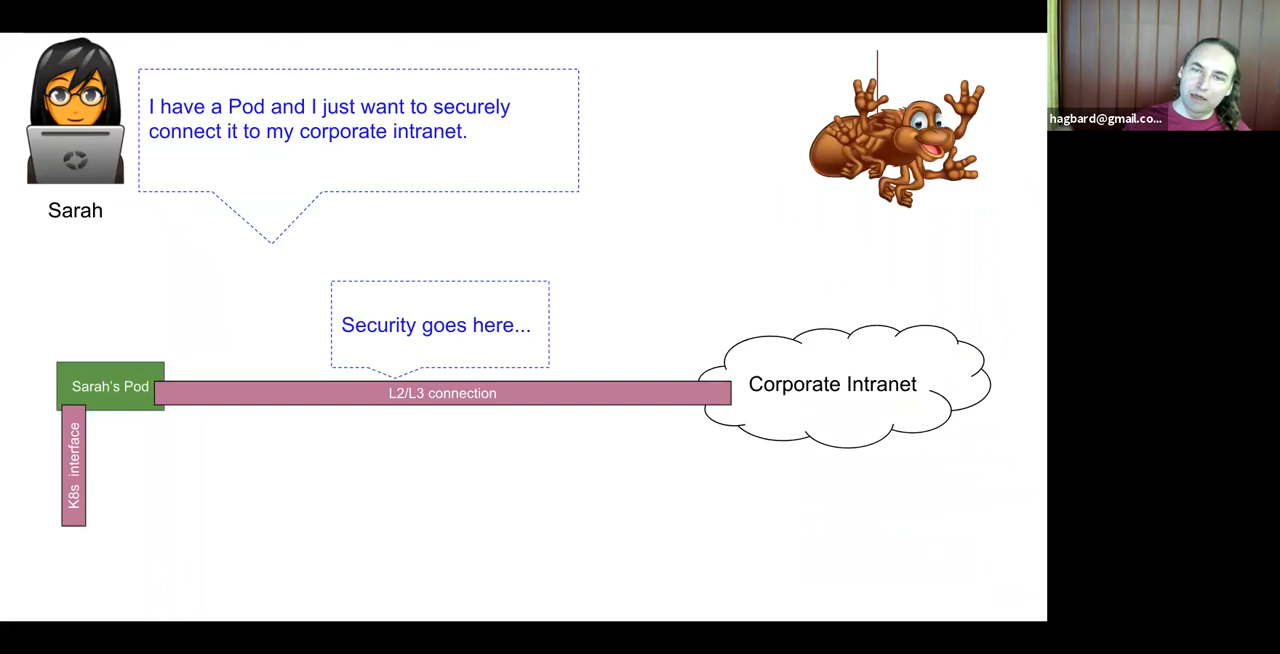 I have a Pod and I just want to securely
connect it to my corporate intranet.
hagbard@gmail.co...
Sarah
Security goes here...
Sarah's Pod
L2/L3 connection
Corporate Intranet
K8s interface